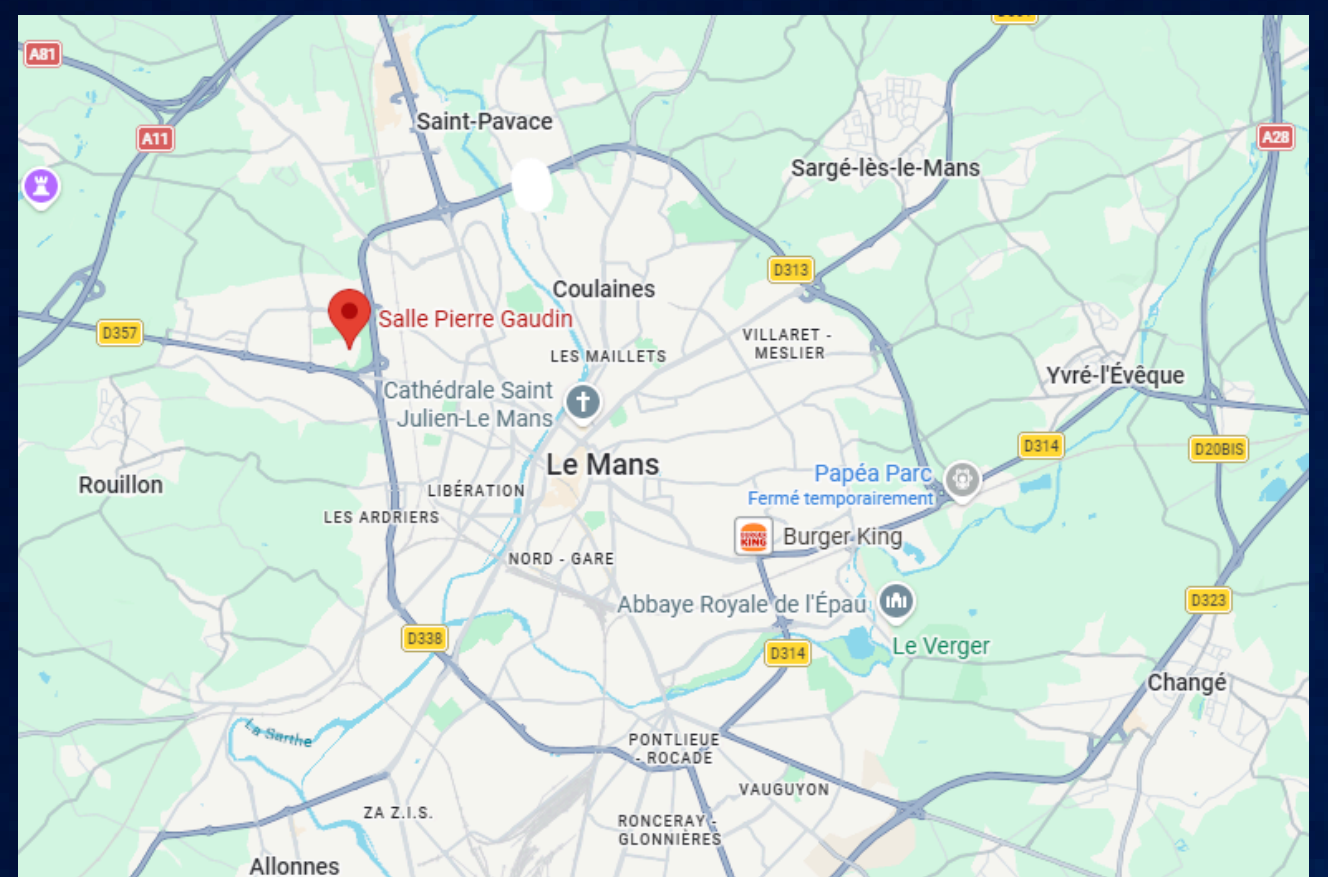 A81
Saint-Pavace
A11
A28
Sargé-lès-le-Mans
D313
Coulaines
Salle Pierre Gaudin
D357
VILLARET -
MESLIER
LES MAILLETS
Yvré-l'Évêque
Cathédrale Saint
Julien-Le Mans
D314
D20BIS
Le Mans
Papéa Parc
Fermé temporairement
Rouillon
LIBÉRATION
LES ARDRIERS
BURGER
KING
Burger King
NORD - GARE
Abbaye Royale de l'Épau
D323
D338
Le Verger
D314
Changé
La Sarthe
PONTLIEUE
- ROCADE
VAUGUYON
ZA Z.I.S.
RONCERAY -
GLONNIÈRES
Allonnes